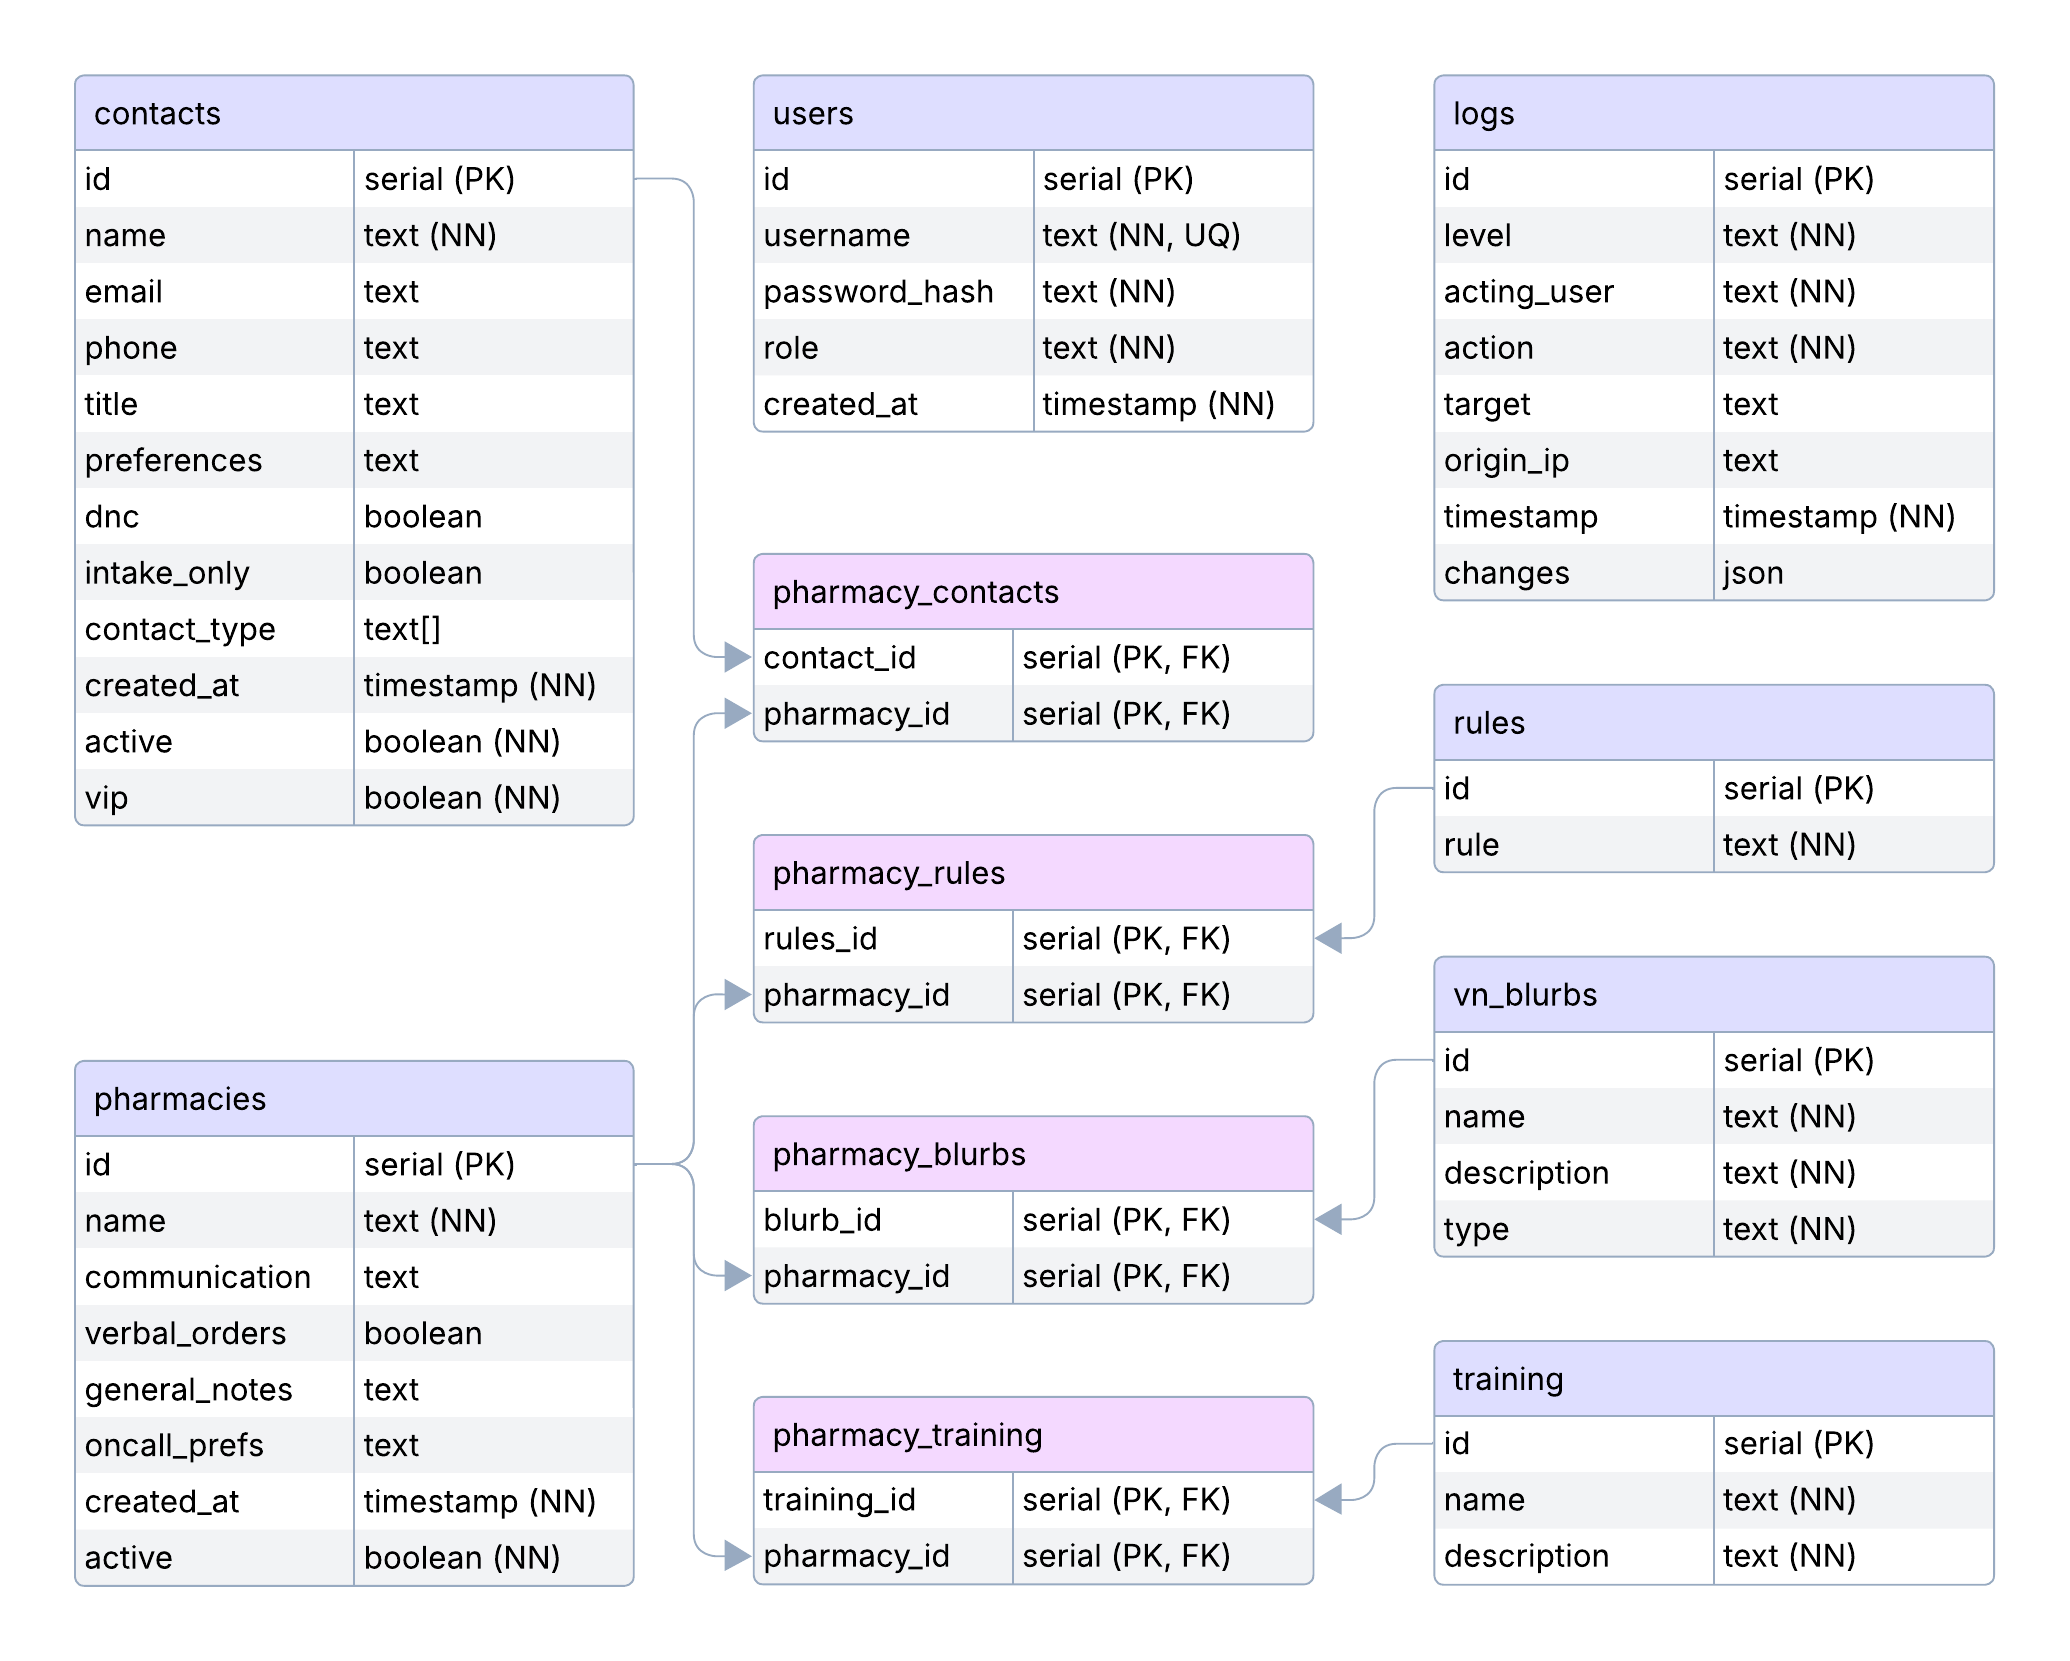 contacts
id serial (PK)
name text (NN)
email text
phone text
title text
preferences text
dnc boolean
intake_only boolean
contact_type text[]
created_at timestamp (NN)
active boolean (NN)
vip boolean (NN)
pharmacies
id serial (PK)
name text (NN)
communication text
verbal_orders boolean
general_notes text
oncall_prefs text
created_at timestamp (NN)
active boolean (NN)
users
id serial (PK)
username text (NN, UQ)
password_hash text (NN)
role text (NN)
created_at timestamp (NN)
pharmacy_contacts
contact_id serial (PK, FK)
pharmacy_id serial (PK, FK)
pharmacy_rules
rules_id serial (PK, FK)
pharmacy_id serial (PK, FK)
pharmacy_blurbs
blurb_id serial (PK, FK)
pharmacy_id serial (PK, FK)
pharmacy_training
training_id serial (PK, FK)
pharmacy_id serial (PK, FK)
logs
id serial (PK)
level text (NN)
acting_user text (NN)
action text (NN)
target text
origin_ip text
timestamp timestamp (NN)
changes json
rules
id serial (PK)
rule text (NN)
vn_blurbs
id serial (PK)
name text (NN)
description text (NN)
type text (NN)
training
id serial (PK)
name text (NN)
description text (NN)